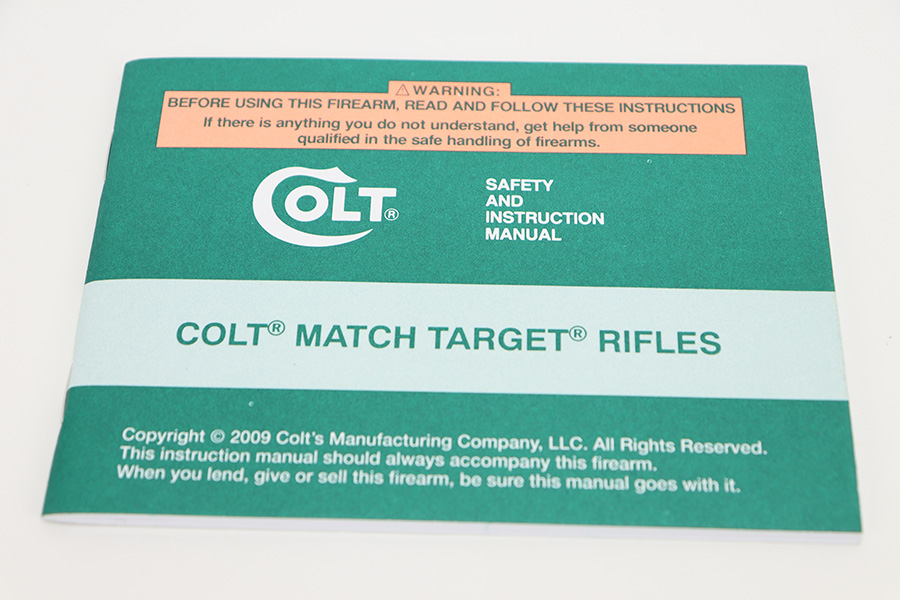 ⚠ WARNING:
BEFORE USING THIS FIREARM, READ AND FOLLOW THESE INSTRUCTIONS
If there is anything you do not understand, get help from someone
qualified in the safe handling of firearms.
COLT®
SAFETY
AND
INSTRUCTION
MANUAL
COLT® MATCH TARGET® RIFLES
Copyright © 2009 Colt's Manufacturing Company, LLC. All Rights Reserved.
This instruction manual should always accompany this firearm.
When you lend, give or sell this firearm, be sure this manual goes with it.